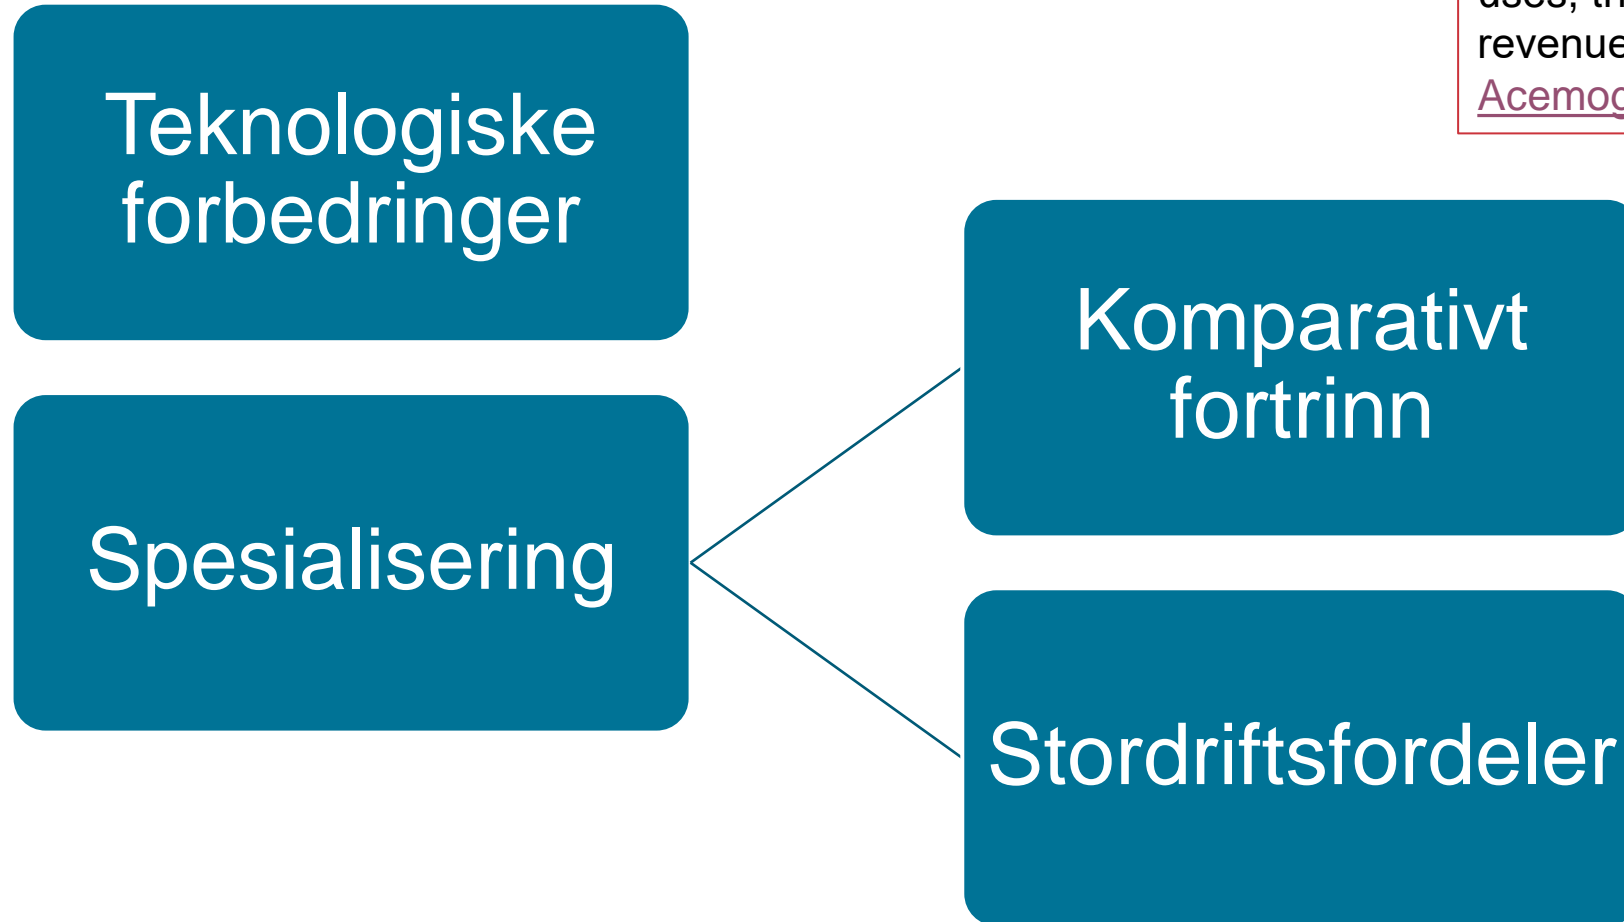 revenue
Teknologiske
forbedringer
Komparativt
fortrinn
Spesialisering
Stordriftsfordeler